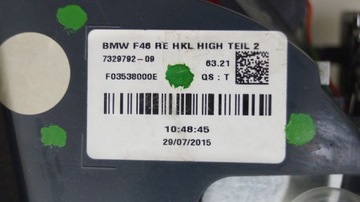 BMW F46 RE HKL HIGH TEIL 2
7329792-09 63.21
F03538000E QS : T
10:48:45
29/07/2015